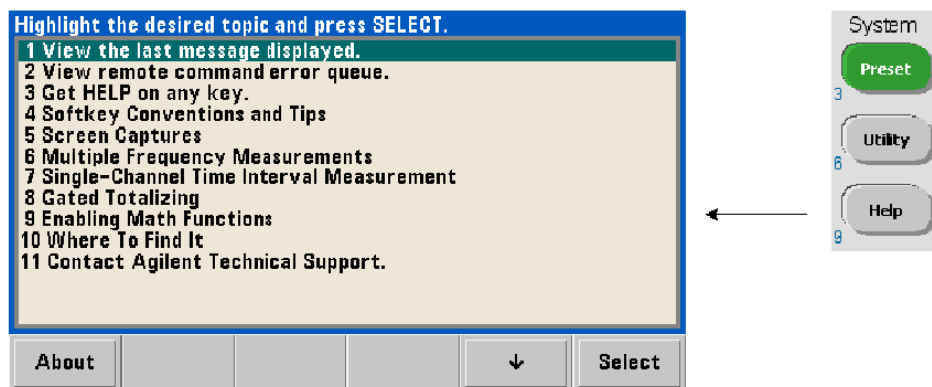 Highlight the desired topic and press SELECT.
1 View the last message displayed.
2 View remote command error queue.
3 Get HELP on any key.
4 Softkey Conventions and Tips
5 Screen Captures
6 Multiple Frequency Measurements
7 Single-Channel Time Interval Measurement
8 Gated Totalizing
9 Enabling Math Functions
10 Where To Find It
11 Contact Agilent Technical Support.
About
↓
Select
System
Preset
3
Utility
6
Help
9